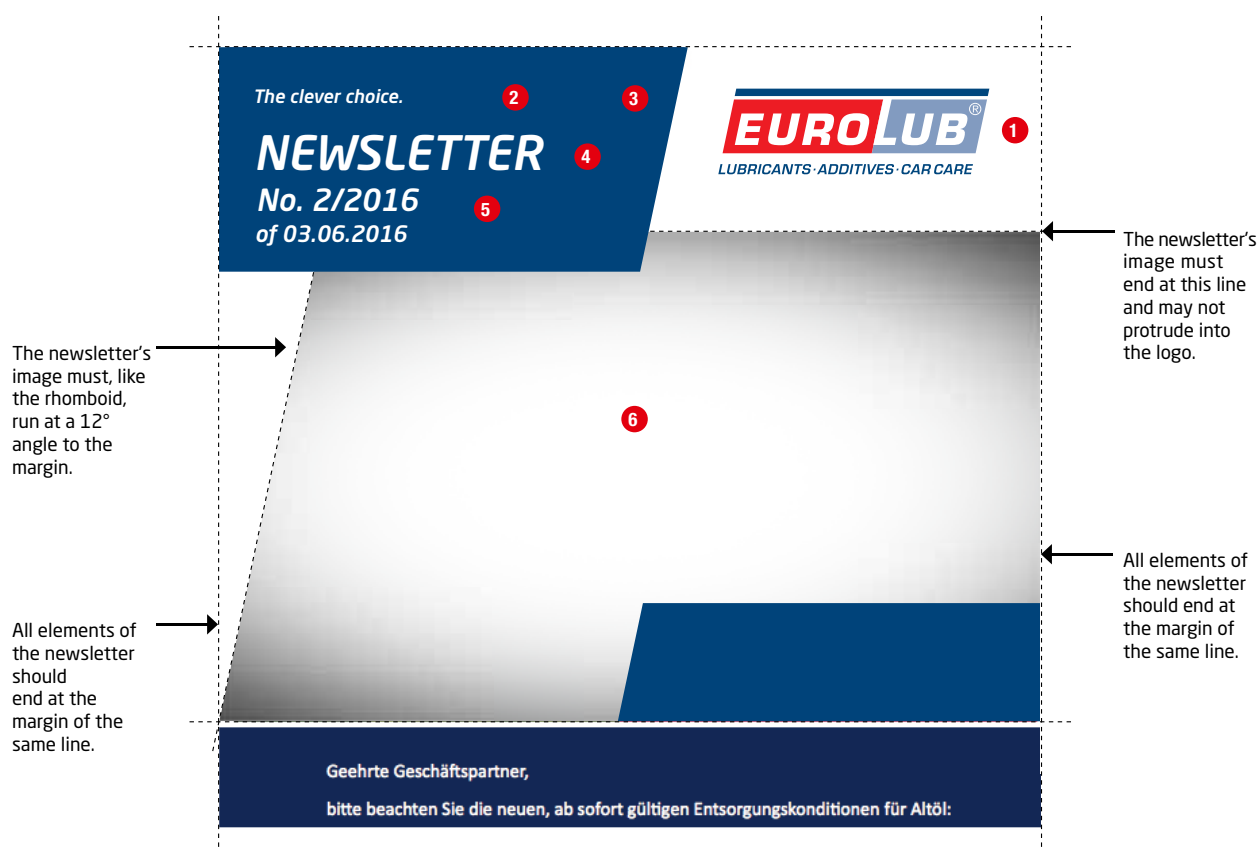 The clever choice.
2
3
NEWSLETTER
4
No. 2/2016
5
of 03.06.2016
EUROLUB®
1
LUBRICANTS·ADDITIVES·CAR CARE
The newsletter's
image must
end at this line
and may not
protrude into
the logo.
The newsletter's
image must, like
the rhomboid,
run at a 12°
angle to the
margin.
6
All elements of
the newsletter
should end at
the margin of
the same line.
All elements of
the newsletter
should
end at the
margin of the
same line.
Geehrte Geschäftspartner,
bitte beachten Sie die neuen, ab sofort gültigen Entsorgungskonditionen für Altöl: